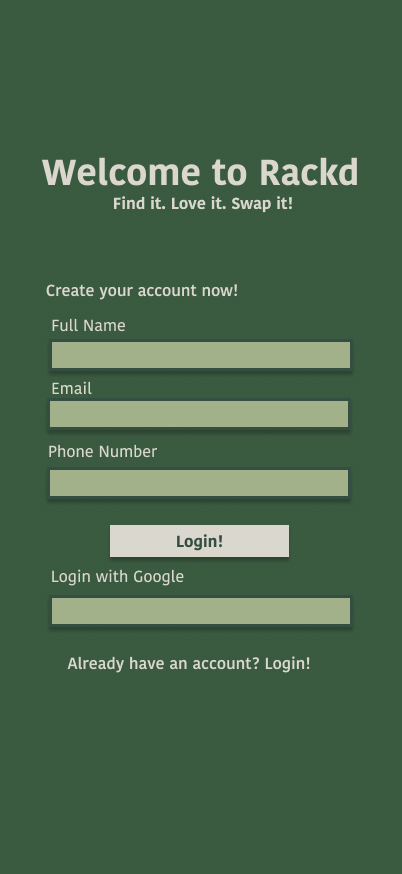 Welcome to Rackd
Find it. Love it. Swap it!
Create your account now!
Full Name
Email
Phone Number
Login!
Login with Google
Already have an account? Login!